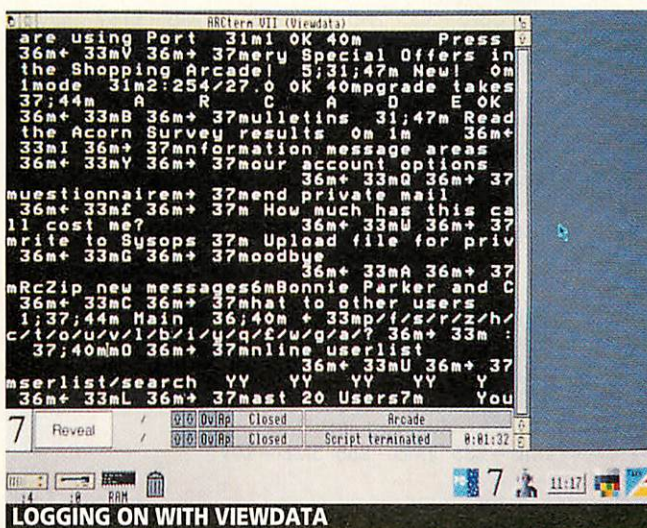 ARCterm VII (Viewdata)
are using Port 31m1 OK 40m Press
36m← 33mV 36m→ 37mery Special Offers in
the Shopping Arcade! 5;31;47m New! 0m
1mode 31m2:254/27.0 OK 40mpgrade takes
37;44m A R C A D E OK
36m← 33mB 36m→ 37mulletins 31;47m Read
the Acorn Survey results 0m 1m 36m←
33mI 36m→ 37mnformation message areas
36m← 33mY 36m→ 37mour account options
36m← 33mQ 36m→ 37
muestionnairem→ 37mend private mail
36m← 33m£ 36m→ 37m How much has this ca
ll cost me? 36m← 33mW 36m→ 37
mrite to Sysops 37m Upload file for priv
36m← 33mG 36m→ 37moodbye
36m← 33mA 36m→ 37
mRcZip new messages6mBonnie Parker and C
36m← 33mC 36m→ 37mhat to other users
1;37;44m Main 36;40m + 33mp/f/s/r/z/h/
c/t/o/u/v/l/b/i/y/q/£/w/g/a/? 36m→ 33m :
37;40mmO 36m→ 37mnline userlist
36m← 33mU 36m→ 37
mserlist/search YY YY YY YY Y
36m← 33mL 36m→ 37mast 20 Users7m You
7 Reveal / Ov Rp Closed Arcade
/ Ov Rp Closed Script terminated 0:01:32
:4 :0 RAM 7 11:17
LOGGING ON WITH VIEWDATA